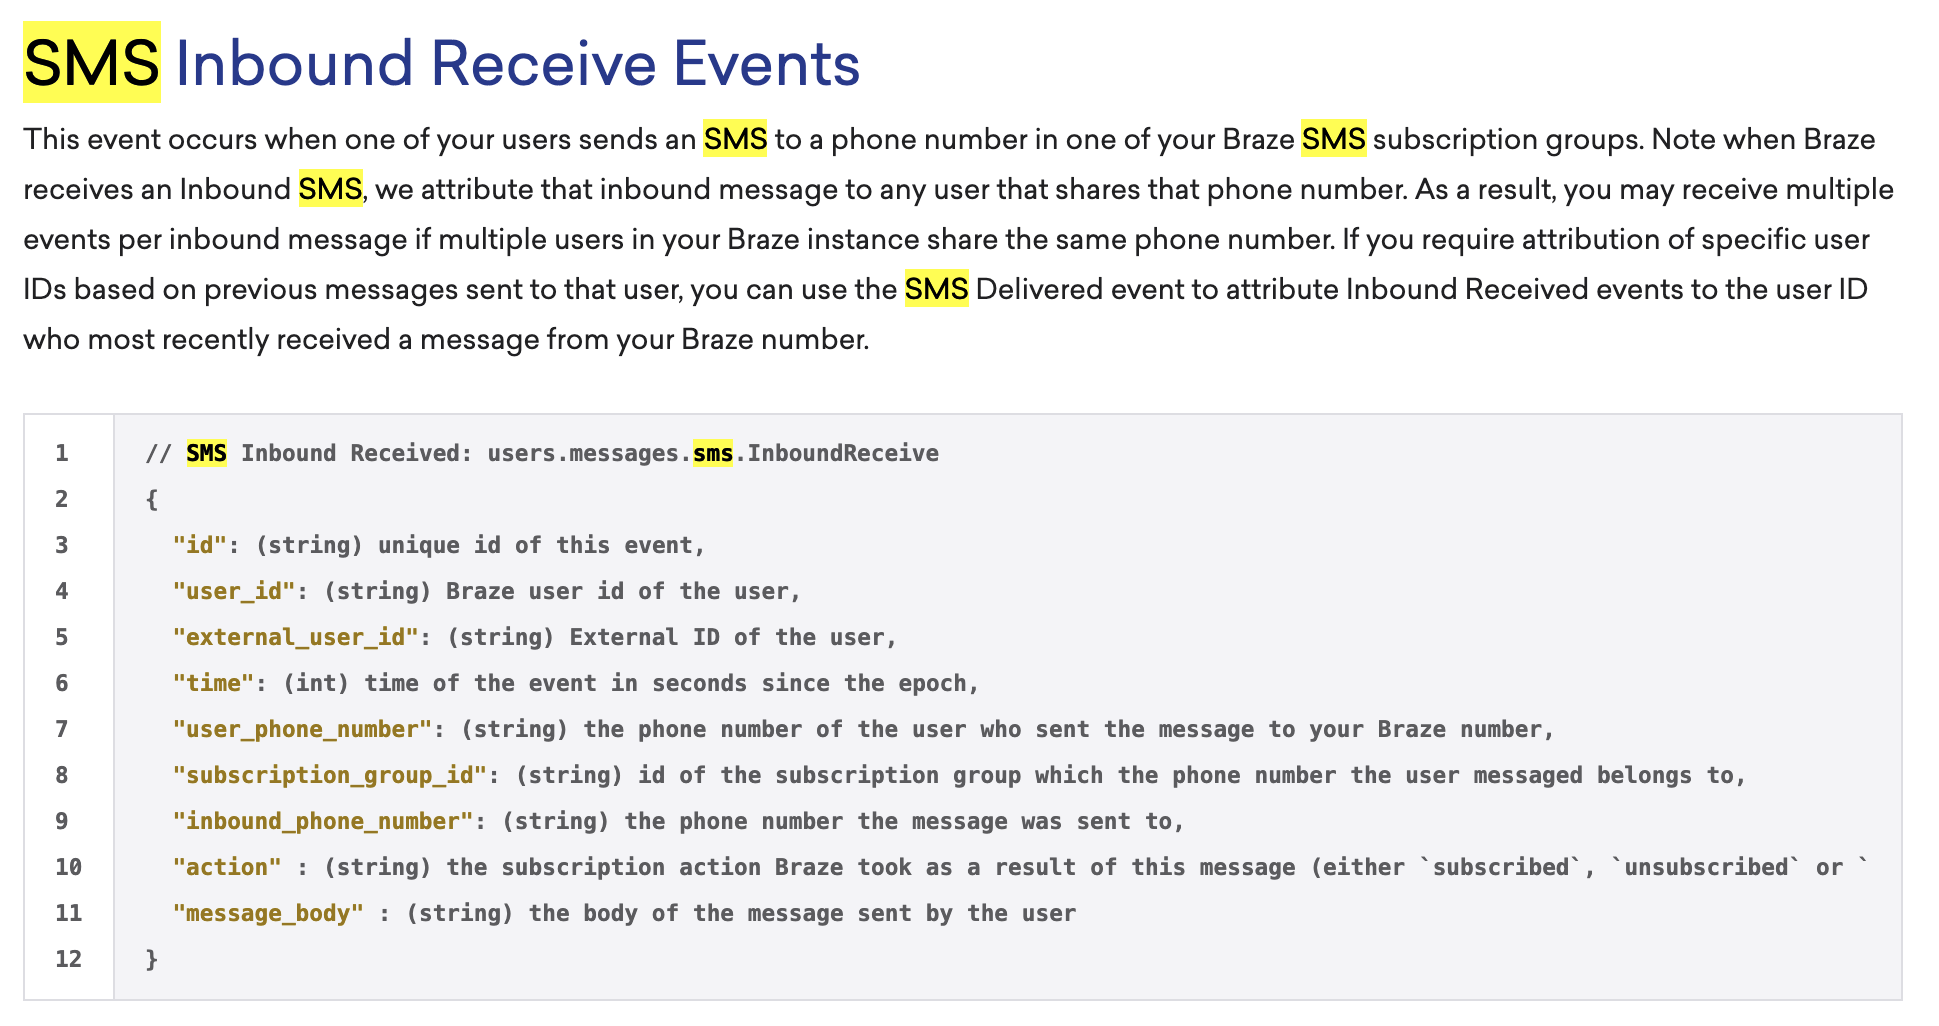 SMS Inbound Receive Events
This event occurs when one of your users sends an SMS to a phone number in one of your Braze SMS subscription groups. Note when Braze
receives an Inbound SMS, we attribute that inbound message to any user that shares that phone number. As a result, you may receive multiple
events per inbound message if multiple users in your Braze instance share the same phone number. If you require attribution of specific user
IDs based on previous messages sent to that user, you can use the SMS Delivered event to attribute Inbound Received events to the user ID
who most recently received a message from your Braze number.
1 // SMS Inbound Received: users.messages.sms.InboundReceive
2 {
3   "id": (string) unique id of this event,
4   "user_id": (string) Braze user id of the user,
5   "external_user_id": (string) External ID of the user,
6   "time": (int) time of the event in seconds since the epoch,
7   "user_phone_number": (string) the phone number of the user who sent the message to your Braze number,
8   "subscription_group_id": (string) id of the subscription group which the phone number the user messaged belongs to,
9   "inbound_phone_number": (string) the phone number the message was sent to,
10   "action" : (string) the subscription action Braze took as a result of this message (either `subscribed`, `unsubscribed` or `
11   "message_body" : (string) the body of the message sent by the user
12 }